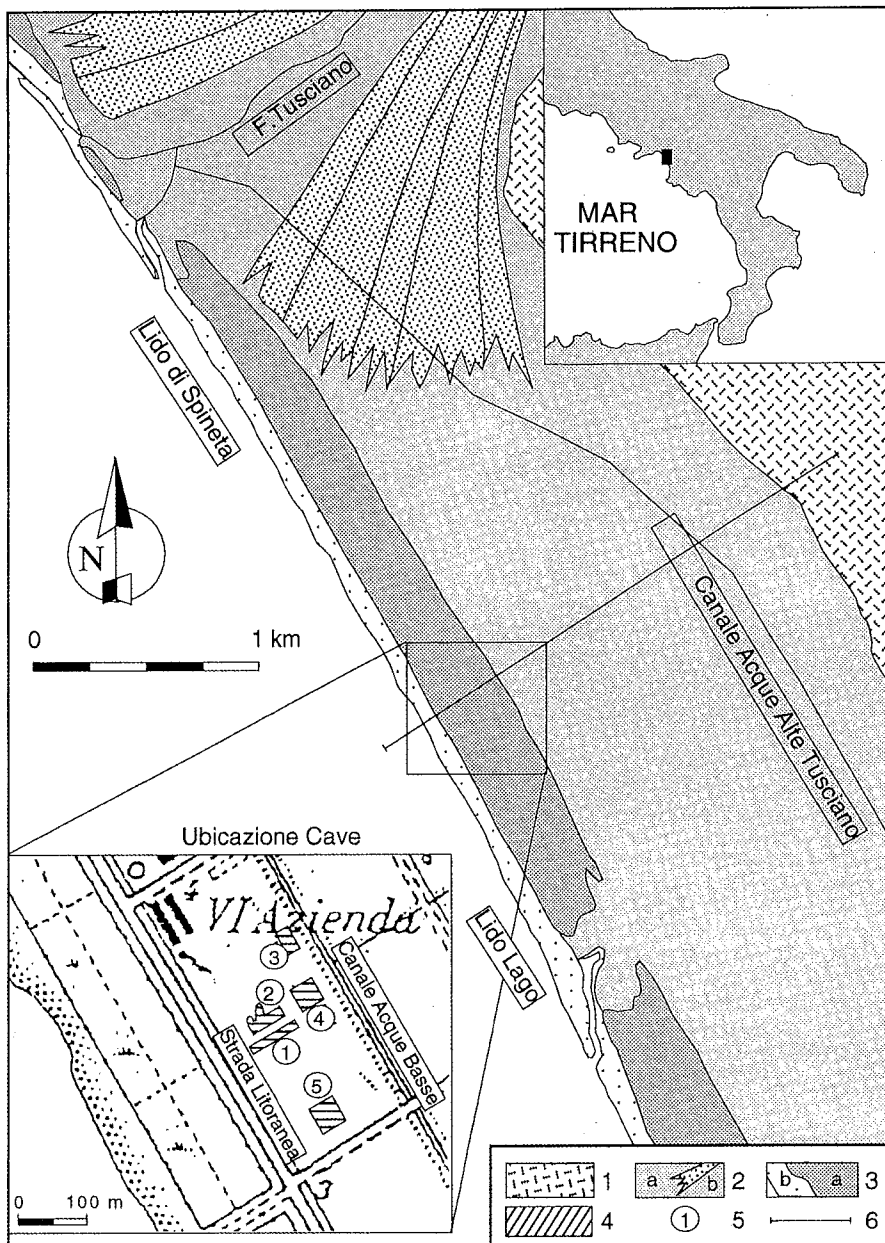 F. Tusciano
MAR
TIRRENO
Lido di Spineta
N
0 1 km
Canale Acque Alte Tusciano
Ubicazione Cave
VI Azienda
3
2
4
1
5
Canale Acque Basse
Strada Litoranea
Lido Lago
3
0 100 m
1
a b 2
b a 3
4
1 5
6